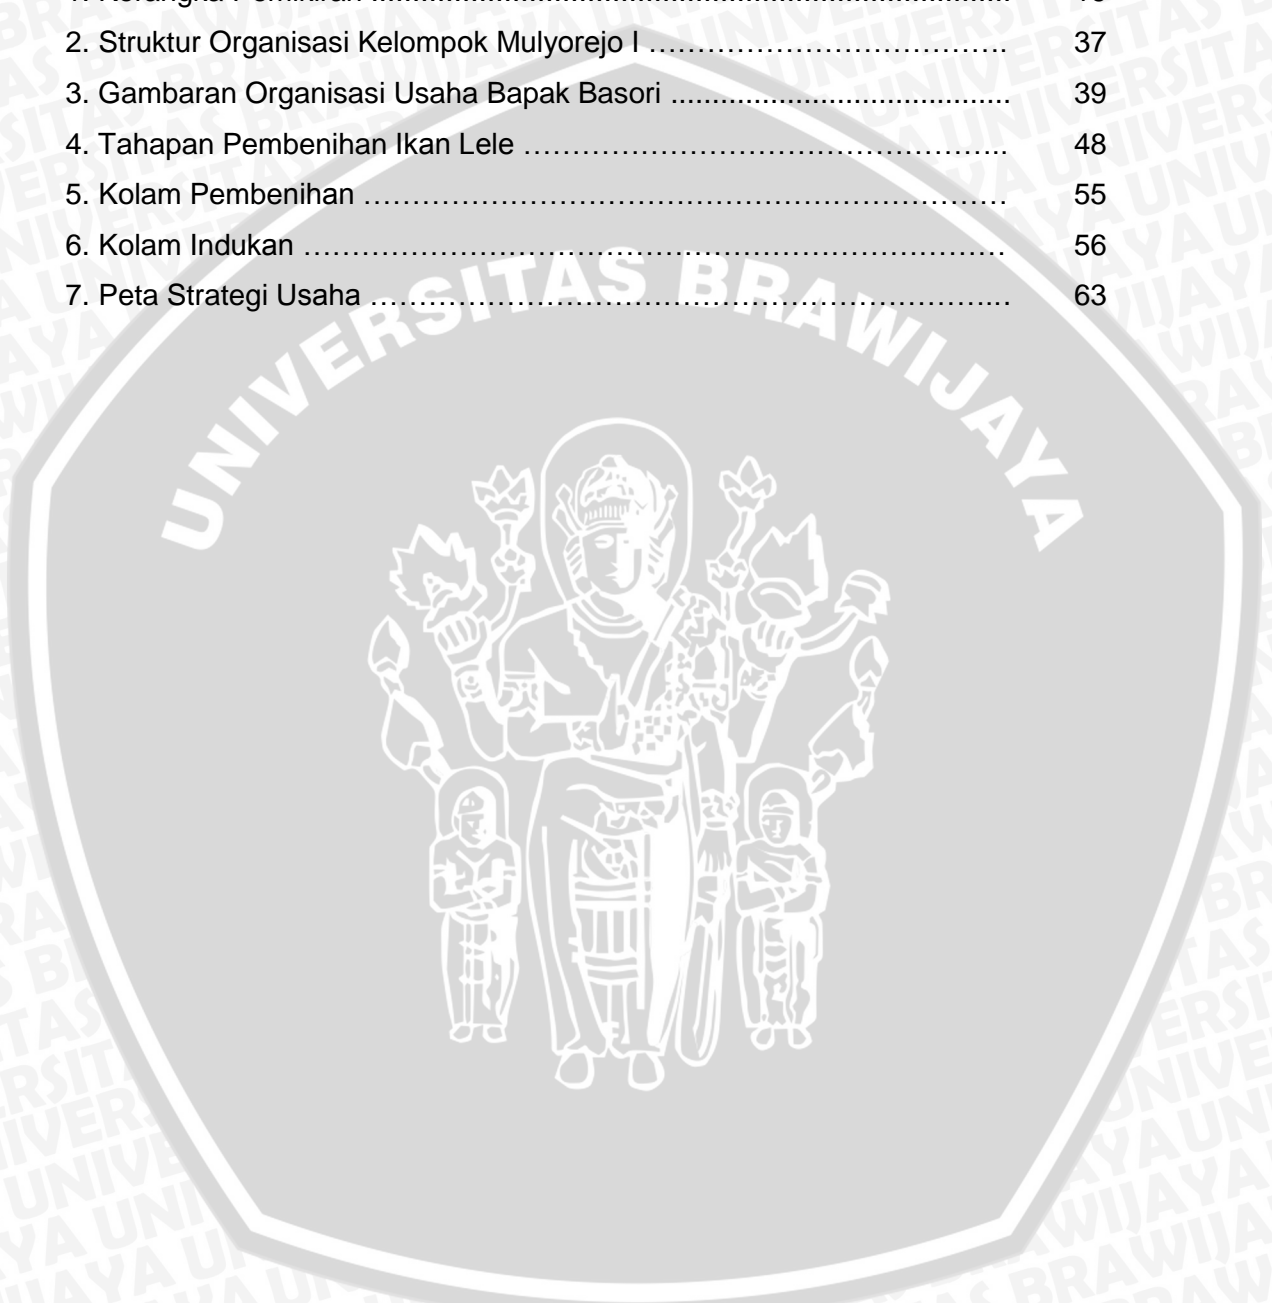 2. Struktur Organisasi Kelompok Mulyorejo I ………………………………. 37
3. Gambaran Organisasi Usaha Bapak Basori ......................................... 39
4. Tahapan Pembenihan Ikan Lele ………………………………………….. 48
5. Kolam Pembenihan ………………………………………………………… 55
6. Kolam Indukan ……………………………………………………………… 56
7. Peta Strategi Usaha ………………………………………………………... 63
UNIVERSITAS BRAWIJAYA